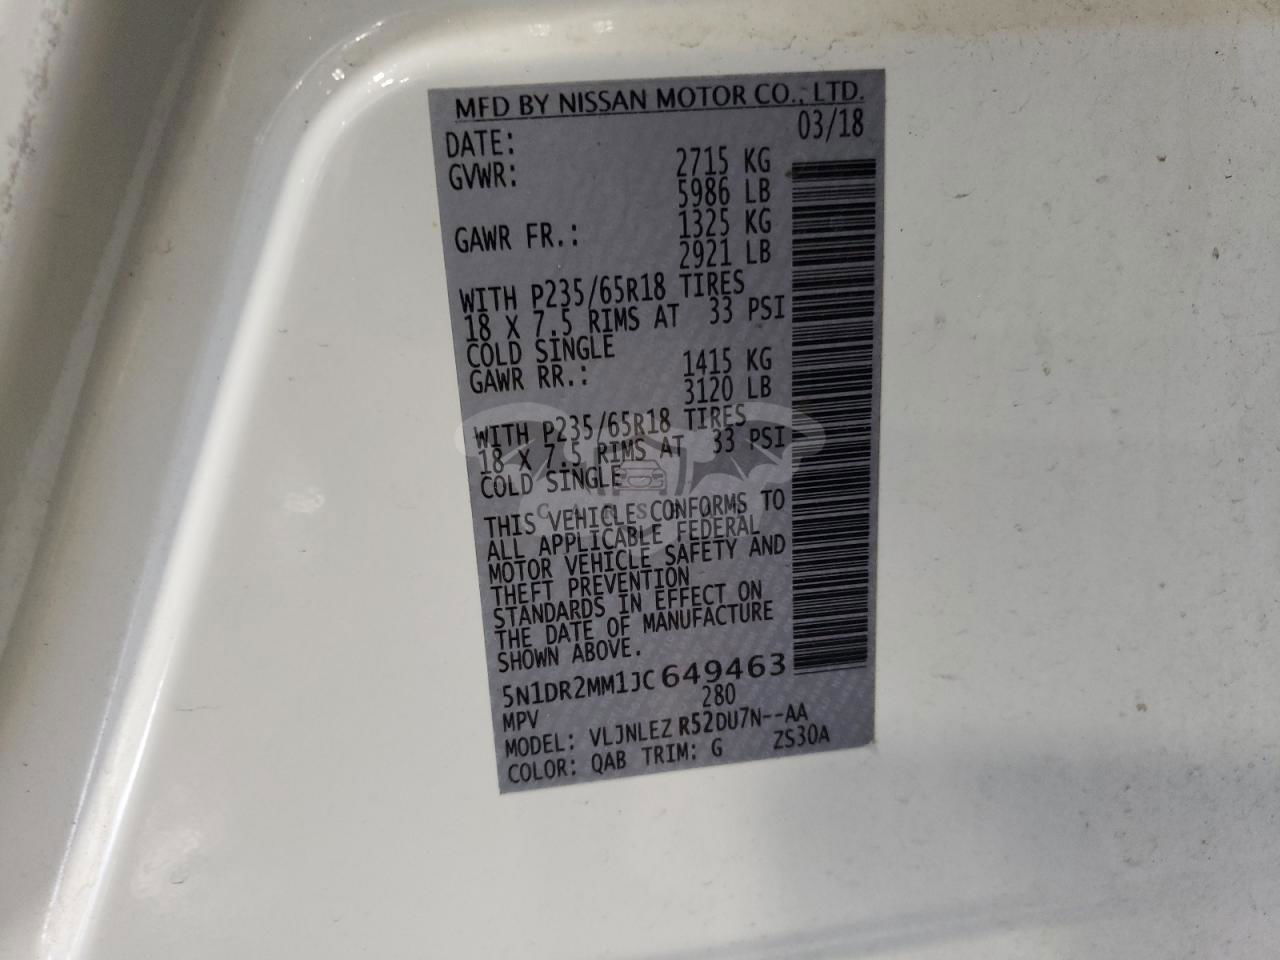 MFD BY NISSAN MOTOR CO., LTD.
DATE: 03/18
GVWR: 2715 KG
5986 LB
GAWR FR.: 1325 KG
2921 LB
WITH P235/65R18 TIRES
18 X 7.5 RIMS AT 33 PSI
COLD SINGLE
GAWR RR.: 1415 KG
3120 LB
WITH P235/65R18 TIRES
18 X 7.5 RIMS AT 33 PSI
COLD SINGLE
THIS VEHICLE CONFORMS TO
ALL APPLICABLE FEDERAL
MOTOR VEHICLE SAFETY AND
THEFT PREVENTION
STANDARDS IN EFFECT ON
THE DATE OF MANUFACTURE
SHOWN ABOVE.
5N1DR2MM1JC649463
MPV 280
MODEL: VLJNLEZ R52DU7N--AA
COLOR: QAB TRIM: G ZS30A